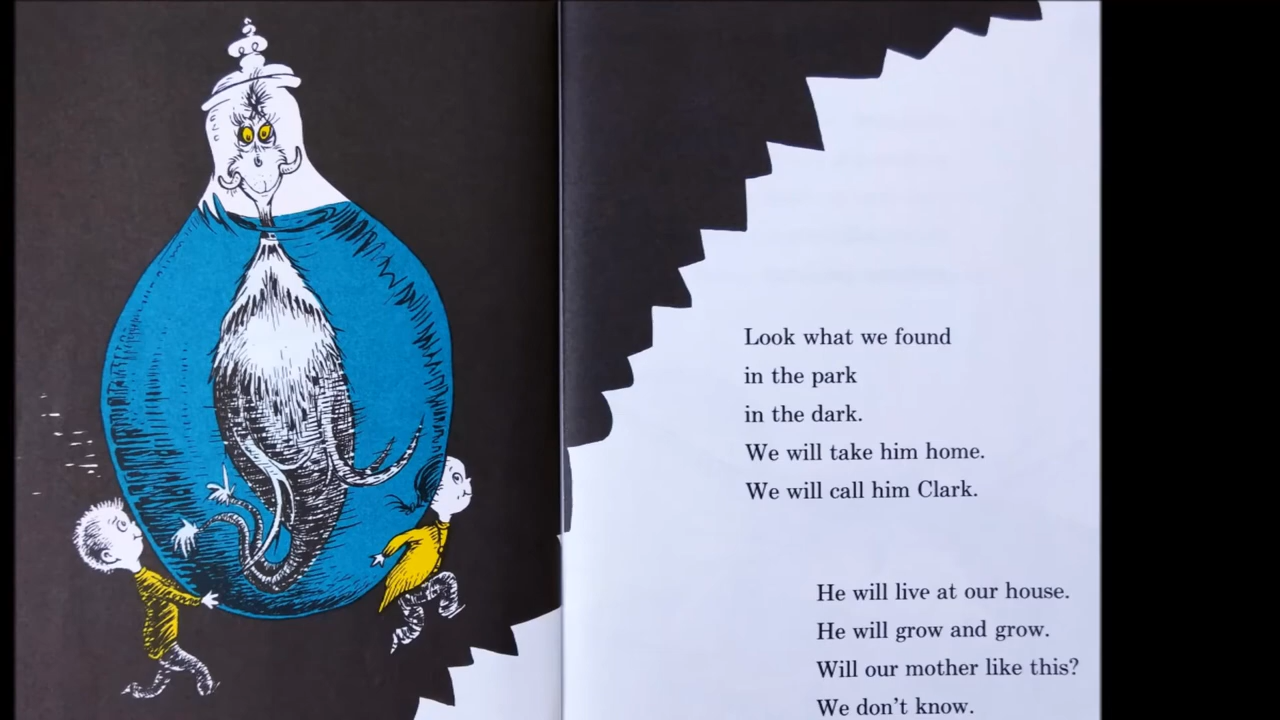 Look what we found
in the park
in the dark.
We will take him home.
We will call him Clark.
He will live at our house.
He will grow and grow.
Will our mother like this?
We don't know.